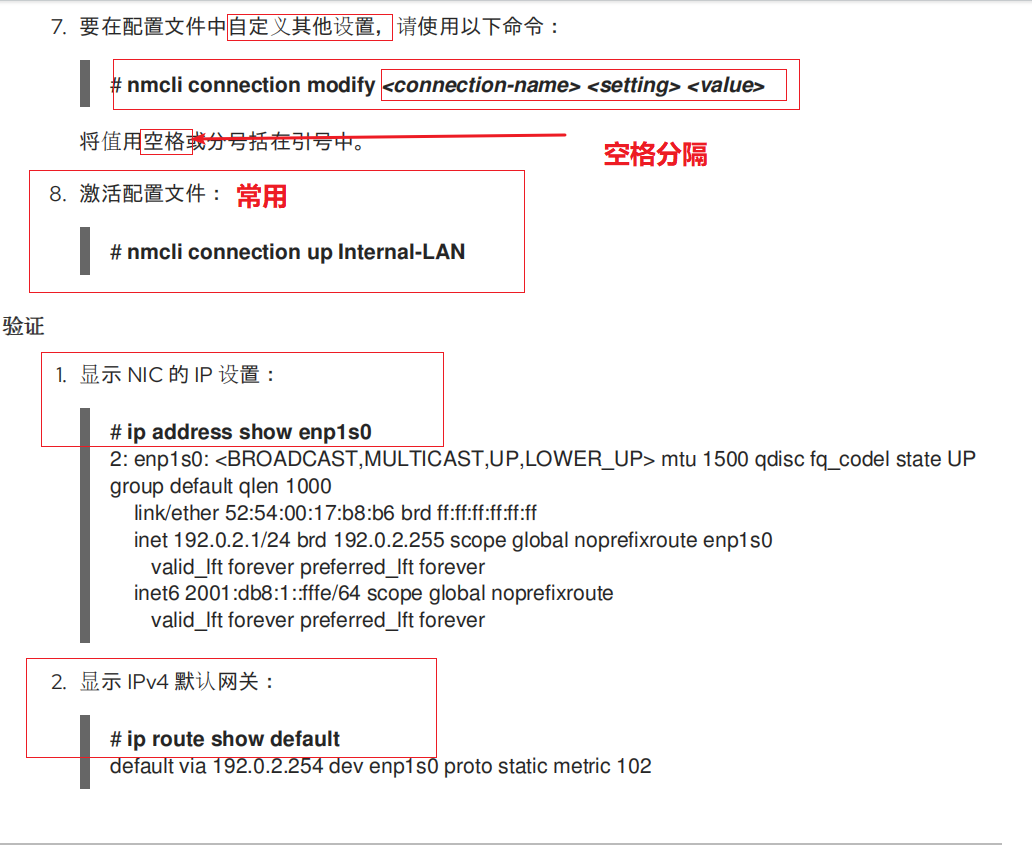 7. 要在配置文件中自定义其他设置，请使用以下命令：
# nmcli connection modify <connection-name> <setting> <value>
将值用空格或分号括在引号中。
空格分隔
8. 激活配置文件： 常用
# nmcli connection up Internal-LAN
验证
1. 显示 NIC 的 IP 设置：
# ip address show enp1s0
2: enp1s0: <BROADCAST,MULTICAST,UP,LOWER_UP> mtu 1500 qdisc fq_codel state UP
group default qlen 1000
link/ether 52:54:00:17:b8:b6 brd ff:ff:ff:ff:ff:ff
inet 192.0.2.1/24 brd 192.0.2.255 scope global noprefixroute enp1s0
valid_lft forever preferred_lft forever
inet6 2001:db8:1::fffe/64 scope global noprefixroute
valid_lft forever preferred_lft forever
2. 显示 IPv4 默认网关：
# ip route show default
default via 192.0.2.254 dev enp1s0 proto static metric 102